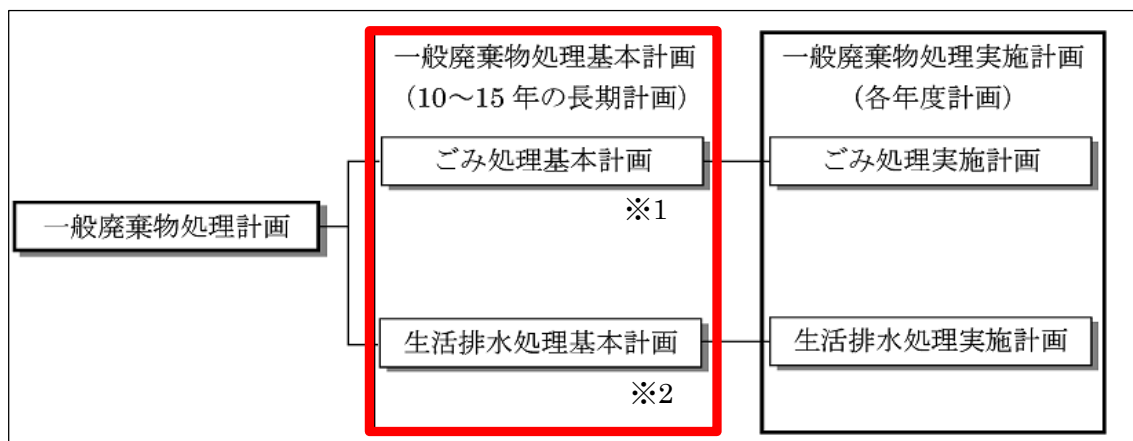 一般廃棄物処理計画
一般廃棄物処理基本計画
（10～15 年の長期計画）
ごみ処理基本計画
※1
生活排水処理基本計画
※2
一般廃棄物処理実施計画
（各年度計画）
ごみ処理実施計画
生活排水処理実施計画